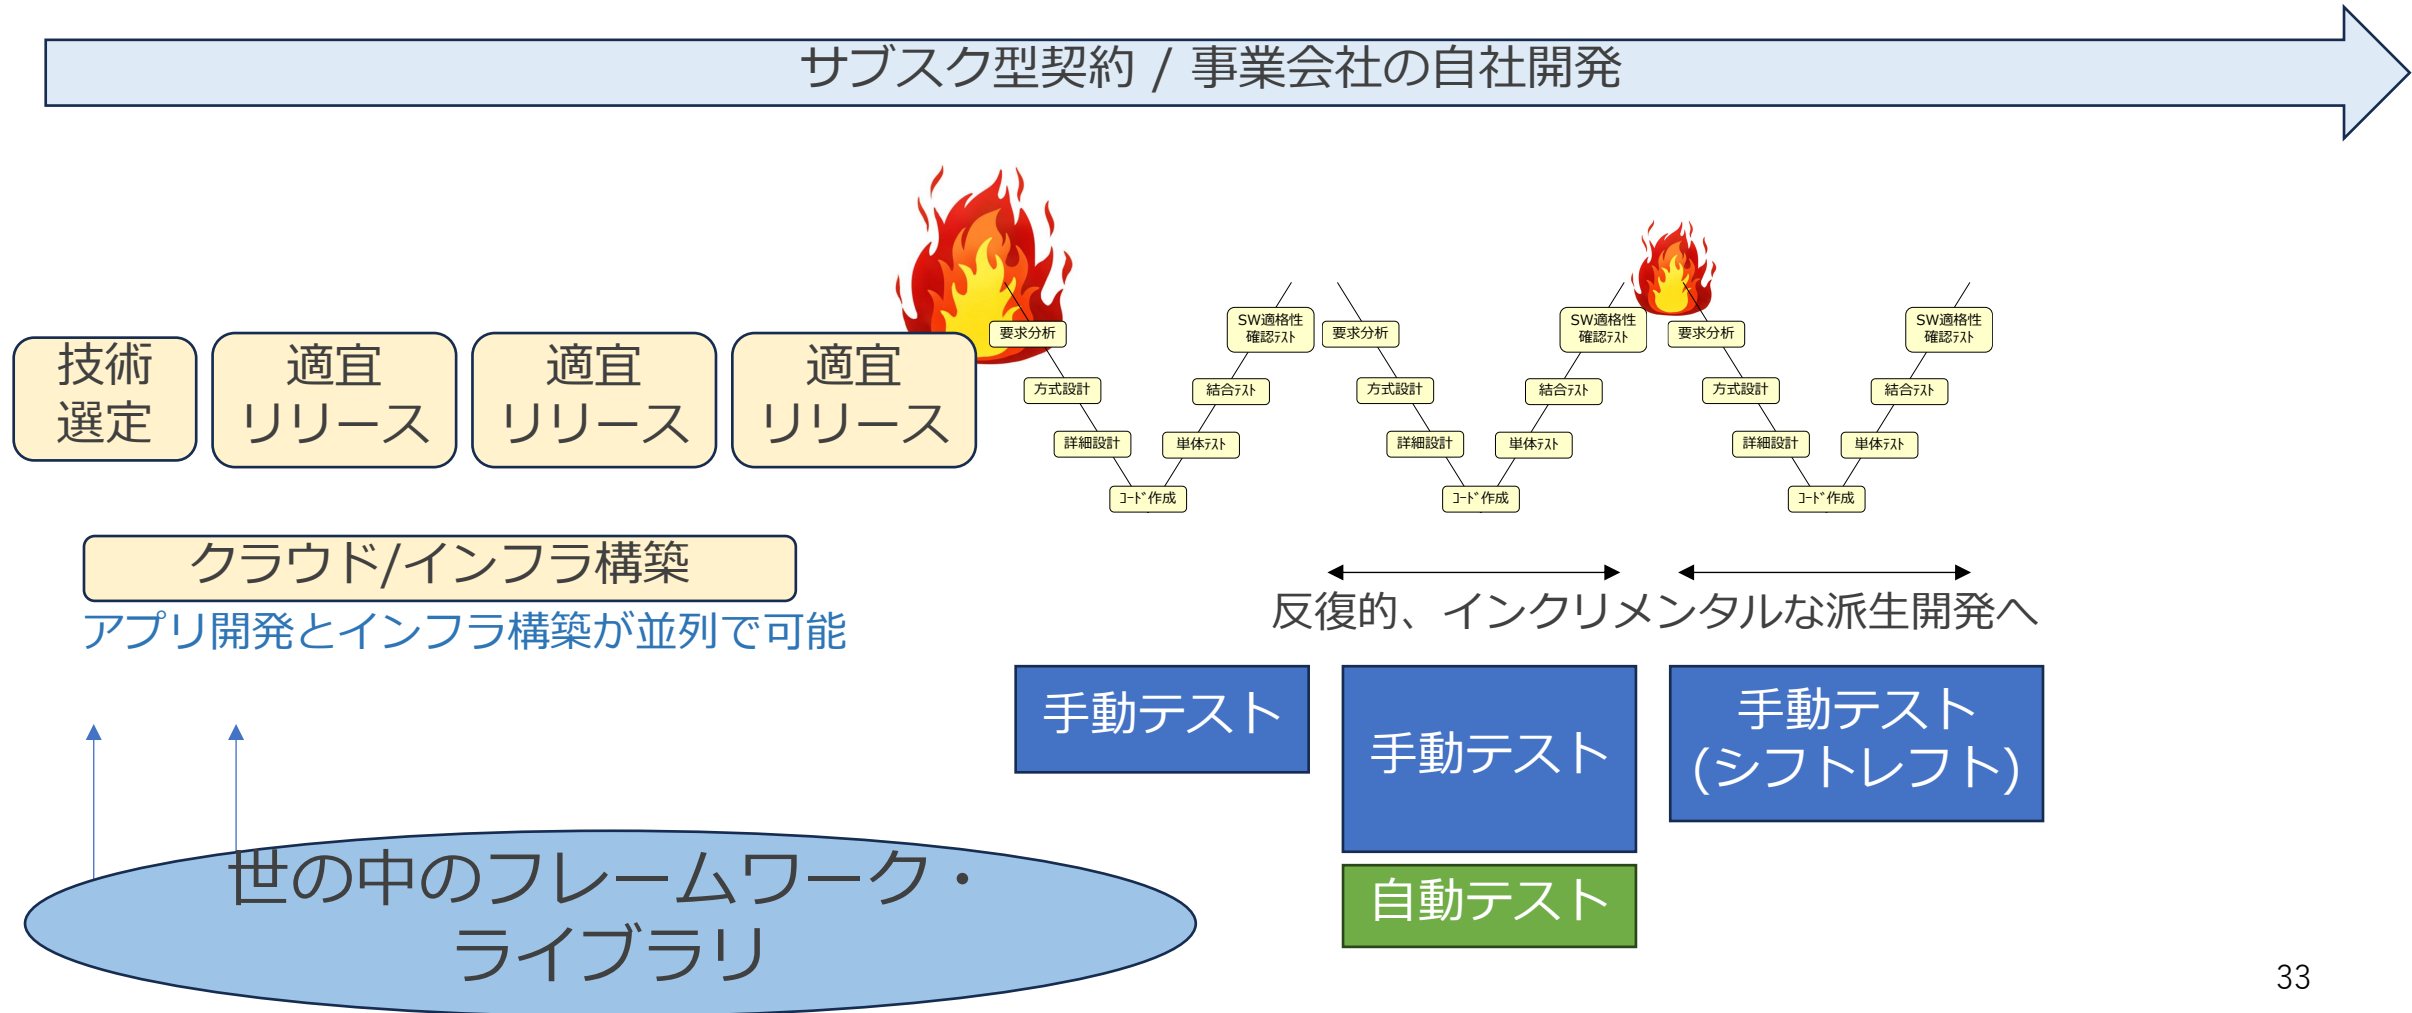 サブスク型契約 / 事業会社の自社開発
技術
選定
適宜
リリース
適宜
リリース
適宜
リリース
要求分析
方式設計
詳細設計
ｺｰﾄﾞ作成
単体ﾃｽﾄ
結合ﾃｽﾄ
SW適格性
確認ﾃｽﾄ
要求分析
方式設計
詳細設計
ｺｰﾄﾞ作成
単体ﾃｽﾄ
結合ﾃｽﾄ
SW適格性
確認ﾃｽﾄ
要求分析
方式設計
詳細設計
ｺｰﾄﾞ作成
単体ﾃｽﾄ
結合ﾃｽﾄ
SW適格性
確認ﾃｽﾄ
クラウド/インフラ構築
アプリ開発とインフラ構築が並列で可能
反復的、インクリメンタルな派生開発へ
手動テスト
手動テスト
自動テスト
手動テスト
(シフトレフト)
世の中のフレームワーク・
ライブラリ
33